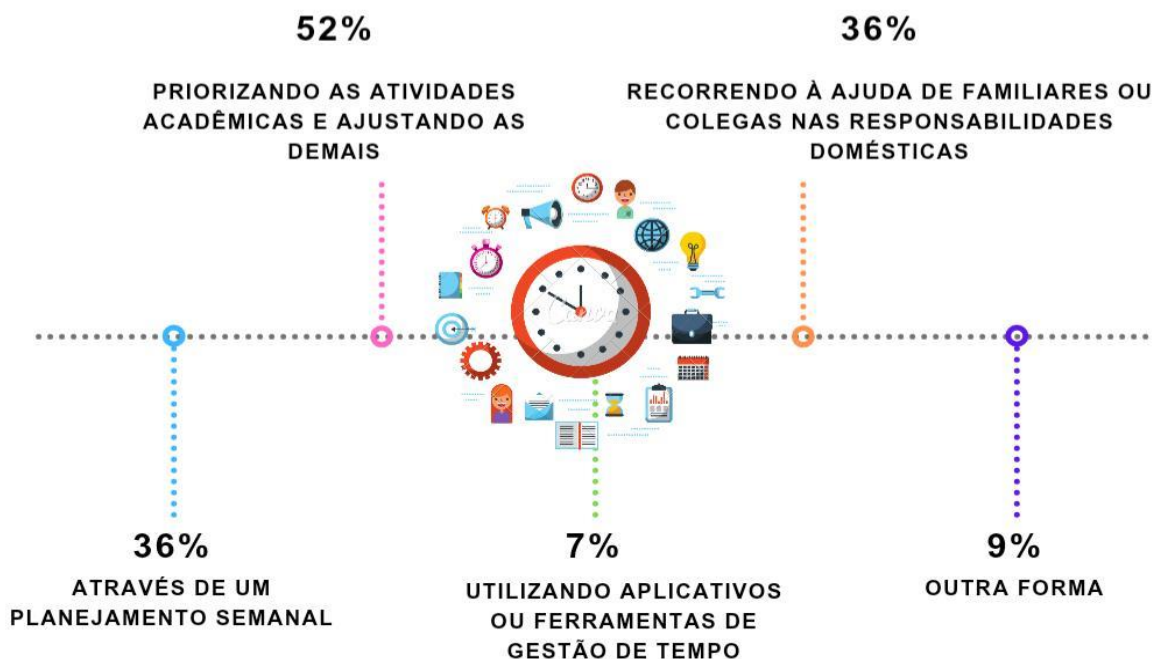 52%
PRIORIZANDO AS ATIVIDADES
ACADÊMICAS E AJUSTANDO AS
DEMAIS
36%
RECORRENDO À AJUDA DE FAMILIARES OU
COLEGAS NAS RESPONSABILIDADES
DOMÉSTICAS
Canva
36%
ATRAVÉS DE UM
PLANEJAMENTO SEMANAL
7%
UTILIZANDO APLICATIVOS
OU FERRAMENTAS DE
GESTÃO DE TEMPO
9%
OUTRA FORMA